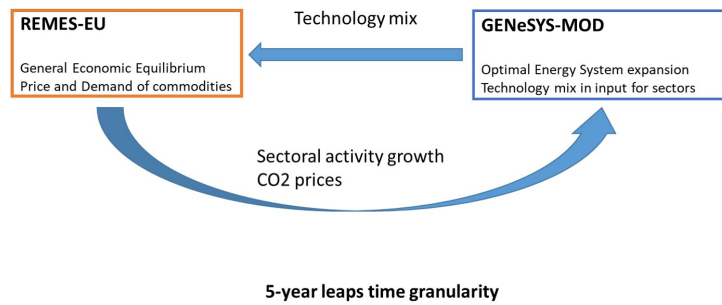 REMES-EU
General Economic Equilibrium
Price and Demand of commodities
Technology mix
GENeSYS-MOD
Optimal Energy System expansion
Technology mix in input for sectors
Sectoral activity growth
CO2 prices
5-year leaps time granularity